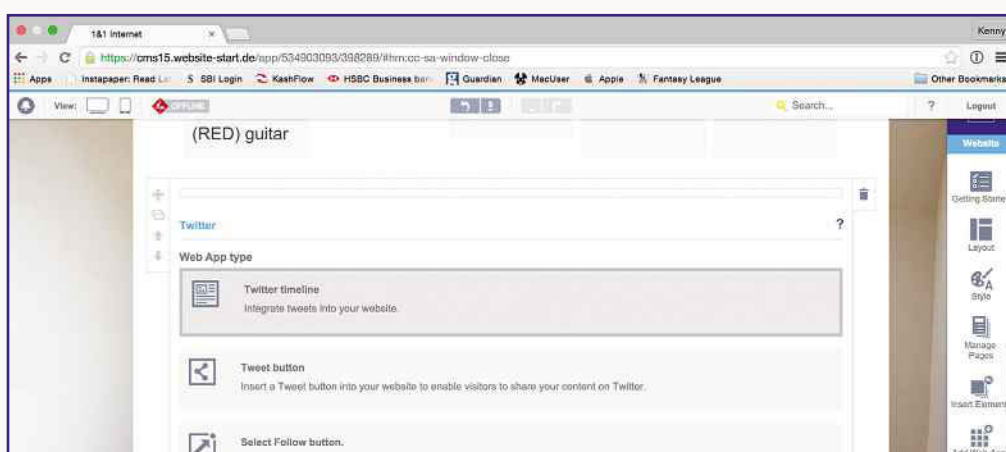 1&1 Internet
Kenny
https://cms15.website-start.de/app/534903093/398289/#hm:cc-sa-window-close
Apps Instapaper: Read S SBI Login KashFlow HSBC Business Guardian MacUser Apple Fantasy League Other Bookmarks
View: OFFLINE Search... ? Logout
(RED) guitar
Website
Getting Starte
Twitter ?
Layout
Web App type
Twitter timeline
Integrate tweets into your website.
Style
Manage
Pages
Tweet button
Insert a Tweet button into your website to enable visitors to share your content on Twitter.
Insert Element
Select Follow button.